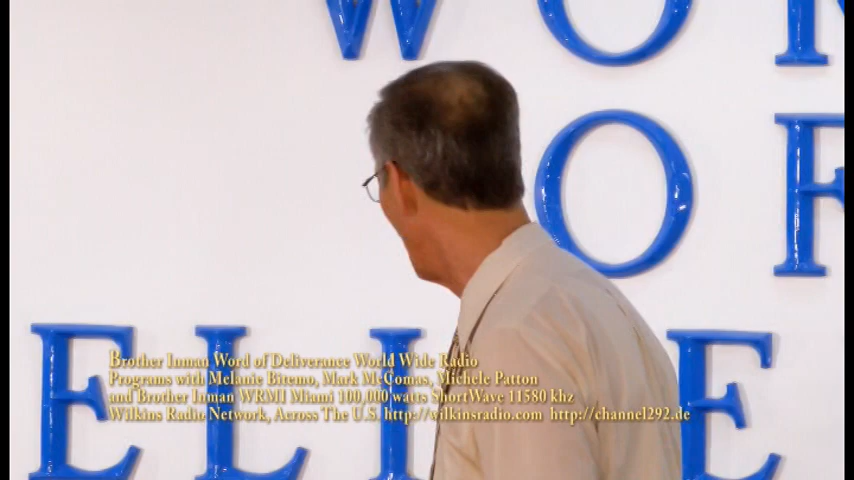 WO
OF
ELI E
Brother Inman Word of Deliverance World Wide Radio
Programs with Melanie Bitemo, Mark McComas, Michele Patton
and Brother Inman WRMI Miami 100,000 watts ShortWave 11580 khz
Wilkins Radio Network, Across The U.S. http://wilkinsradio.com http://channel292.de